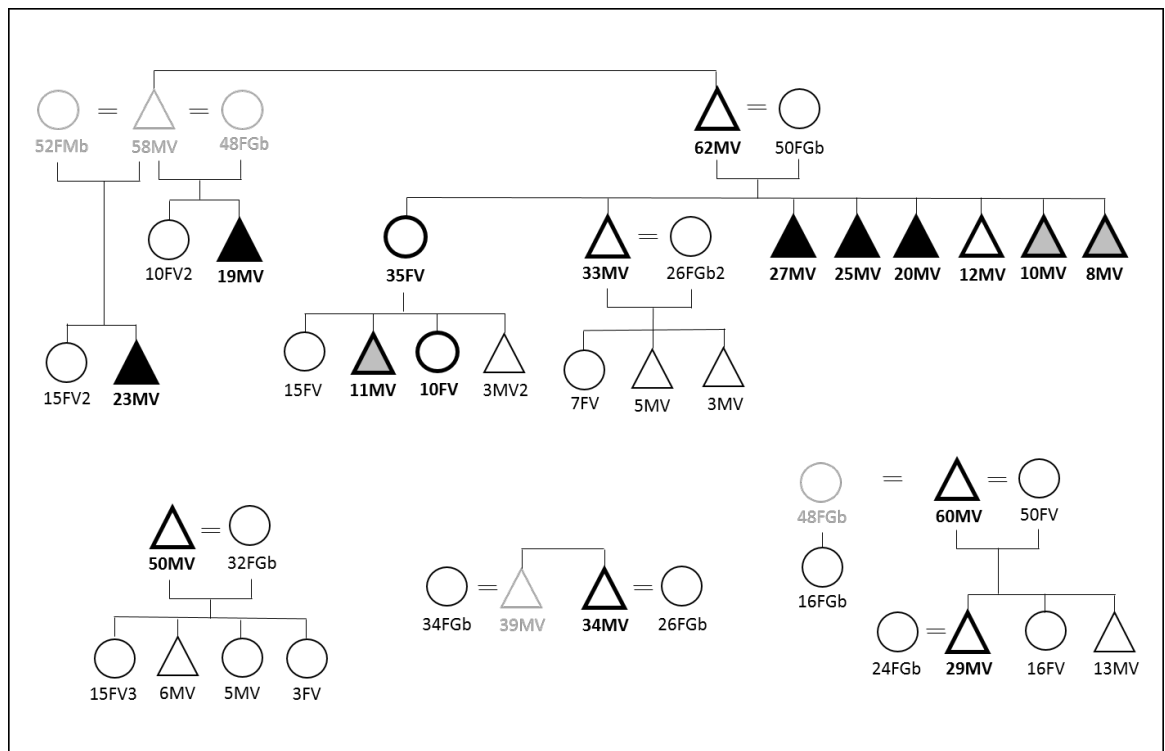 52FMb 58MV 48FGb 62MV 50FGb
10FV2 19MV 35FV 33MV 26FGb2 27MV 25MV 20MV 12MV 10MV 8MV
15FV2 23MV 15FV 11MV 10FV 3MV2 7FV 5MV 3MV
48FGb 60MV 50FV
50MV 32FGb 16FGb
34FGb 39MV 34MV 26FGb 24FGb 29MV 16FV 13MV
15FV3 6MV 5MV 3FV